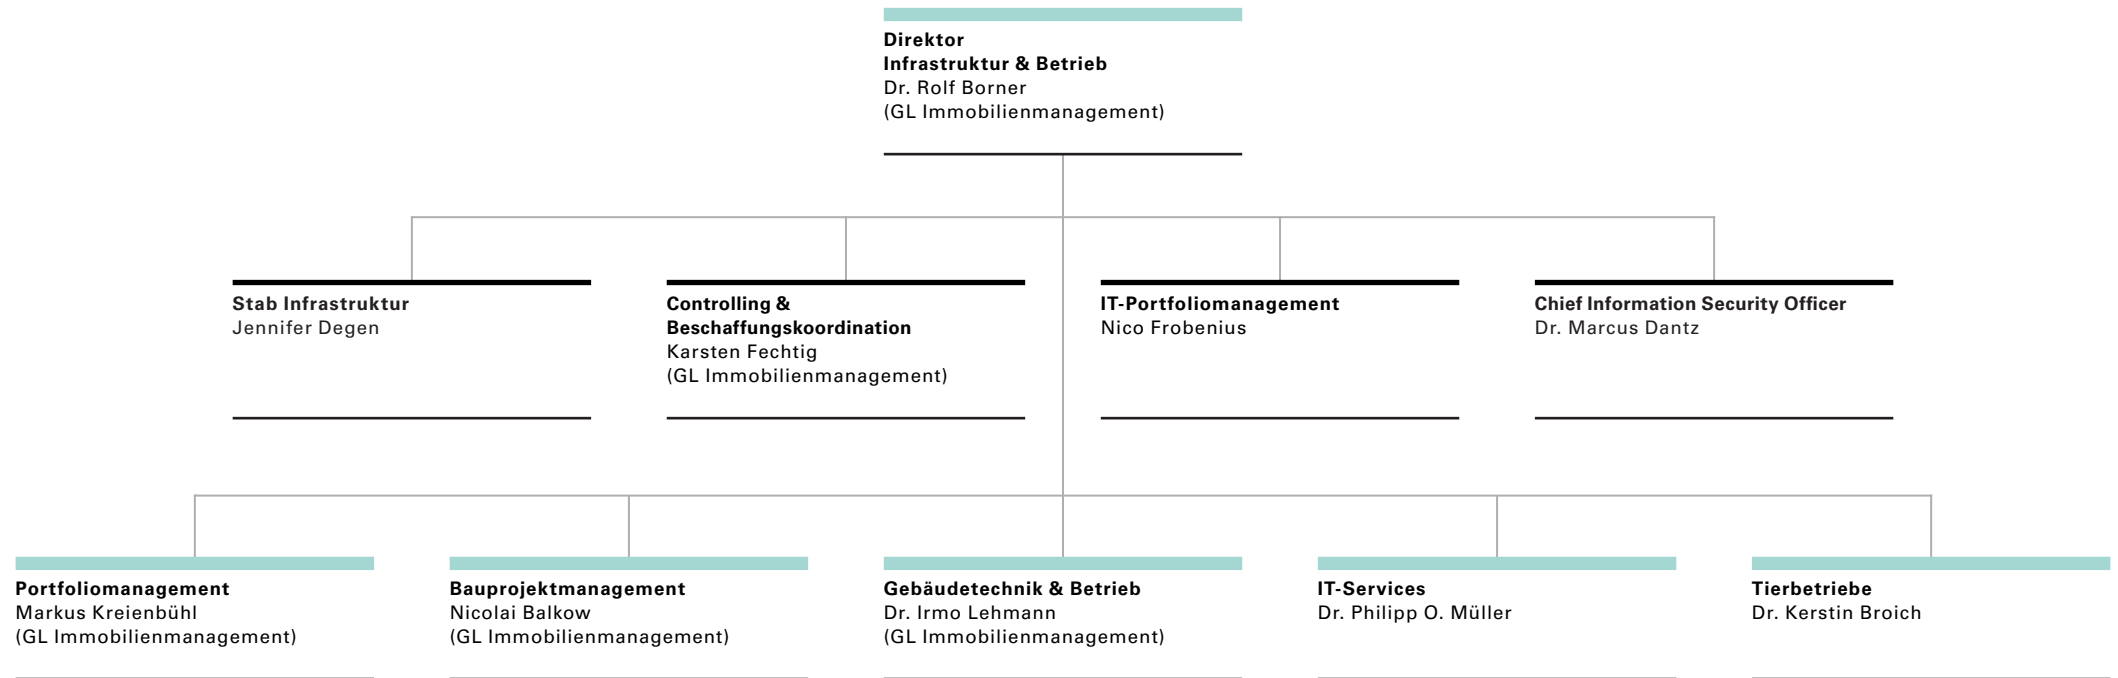 Direktor
Infrastruktur & Betrieb
Dr. Rolf Borner
(GL Immobilienmanagement)
Stab Infrastruktur
Jennifer Degen
Controlling &
Beschaffungskoordination
Karsten Fechtig
(GL Immobilienmanagement)
IT-Portfoliomanagement
Nico Frobenius
Chief Information Security Officer
Dr. Marcus Dantz
Portfoliomanagement
Markus Kreienbühl
(GL Immobilienmanagement)
Bauprojektmanagement
Nicolai Balkow
(GL Immobilienmanagement)
Gebäudetechnik & Betrieb
Dr. Irmo Lehmann
(GL Immobilienmanagement)
IT-Services
Dr. Philipp O. Müller
Tierbetriebe
Dr. Kerstin Broich